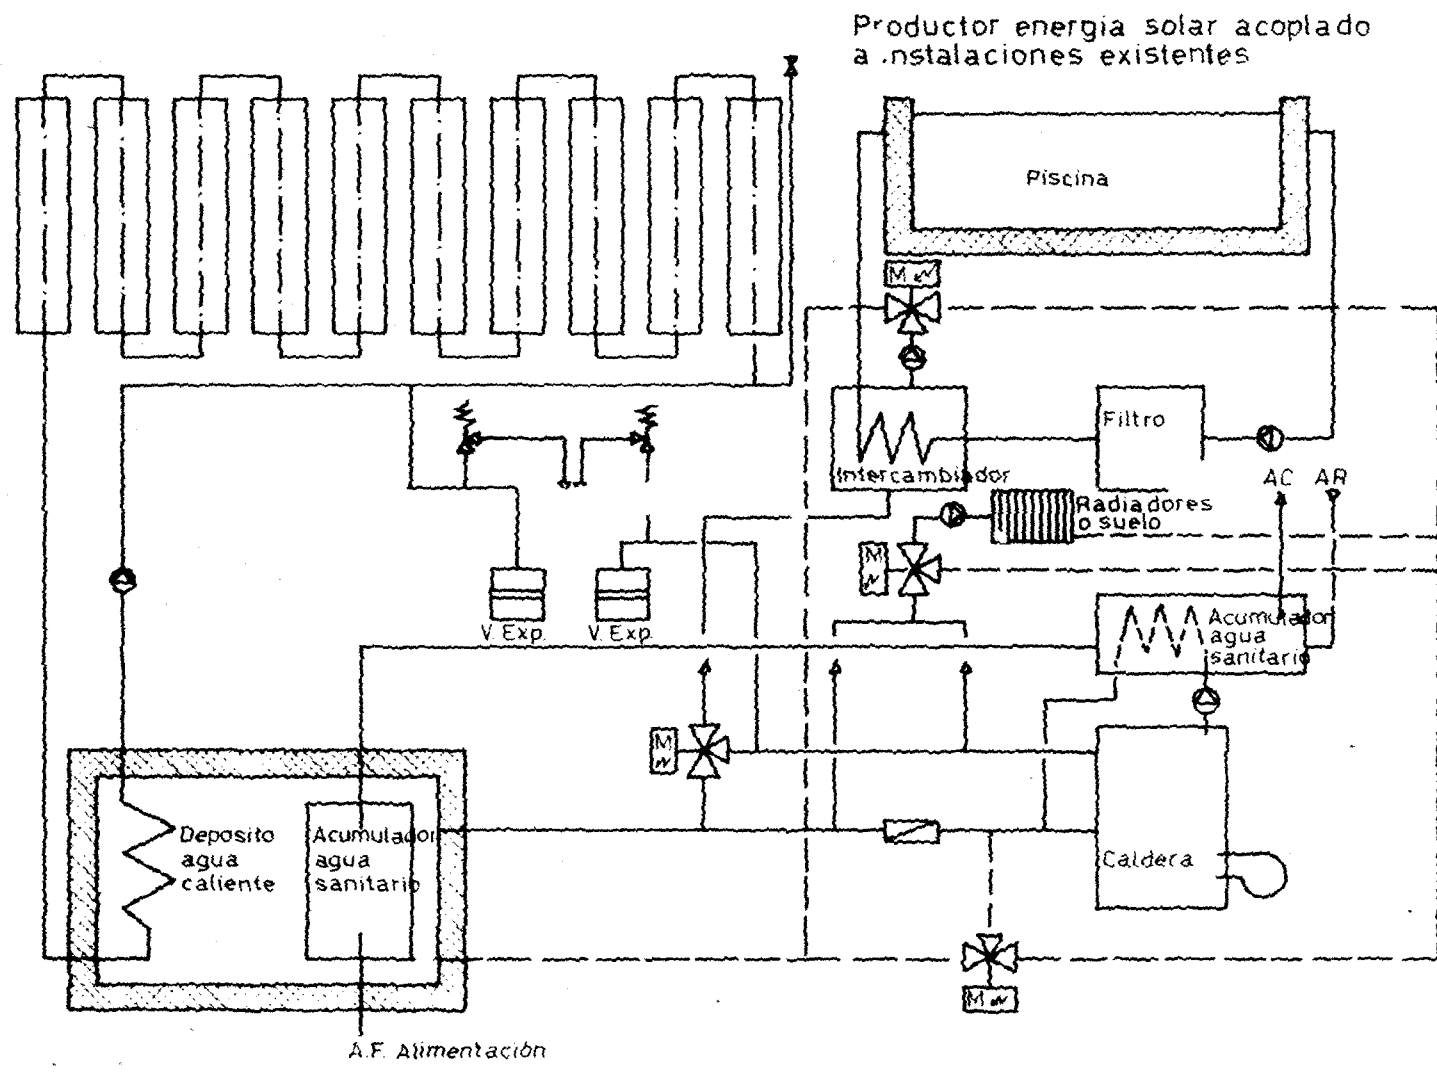 Productor energia solar acoplado
a instalaciones existentes
Piscina
M
Filtro
Intercambiador
AC AR
Radiadores
o suelo
M
V. Exp.
V. Exp.
Acumulador
agua
sanitario
M
Deposito
agua
caliente
Acumulador
agua
sanitario
Caldera
M
A.F. Alimentación